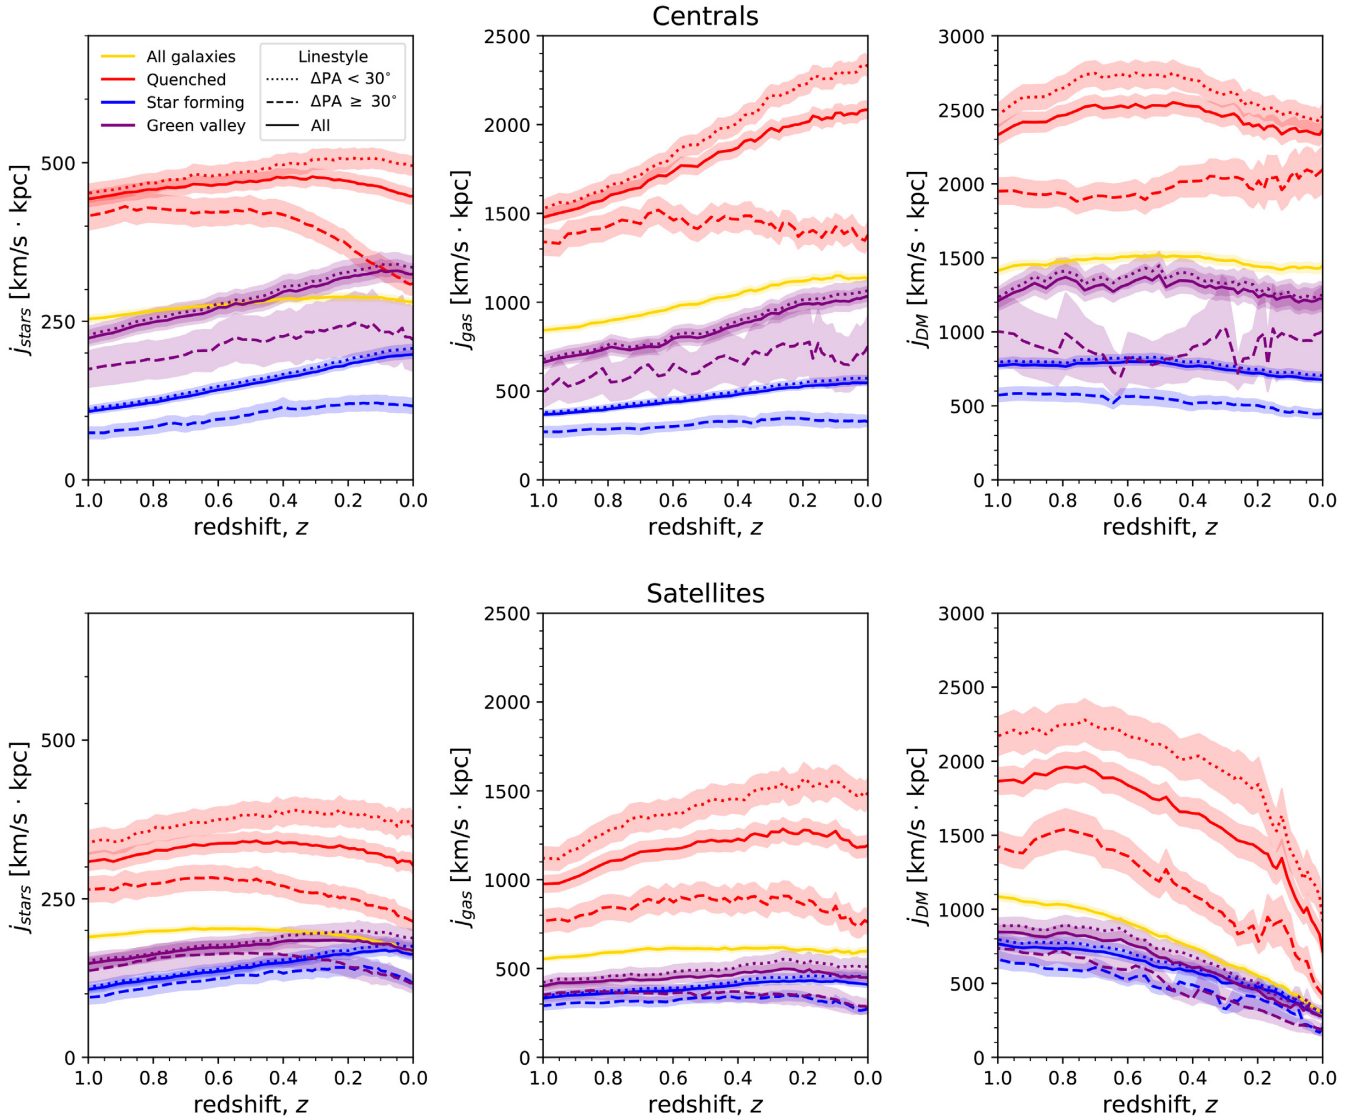 Centrals
All galaxies
Quenched
Star forming
Green valley
Linestyle
ΔPA < 30°
ΔPA ≥ 30°
All
500
250
0
j_stars [km/s · kpc]
1.0 0.8 0.6 0.4 0.2 0.0
redshift, z
2500
2000
1500
1000
500
0
j_gas [km/s · kpc]
1.0 0.8 0.6 0.4 0.2 0.0
redshift, z
3000
2500
2000
1500
1000
500
0
j_DM [km/s · kpc]
1.0 0.8 0.6 0.4 0.2 0.0
redshift, z
Satellites
500
250
0
j_stars [km/s · kpc]
1.0 0.8 0.6 0.4 0.2 0.0
redshift, z
2500
2000
1500
1000
500
0
j_gas [km/s · kpc]
1.0 0.8 0.6 0.4 0.2 0.0
redshift, z
3000
2500
2000
1500
1000
500
0
j_DM [km/s · kpc]
1.0 0.8 0.6 0.4 0.2 0.0
redshift, z